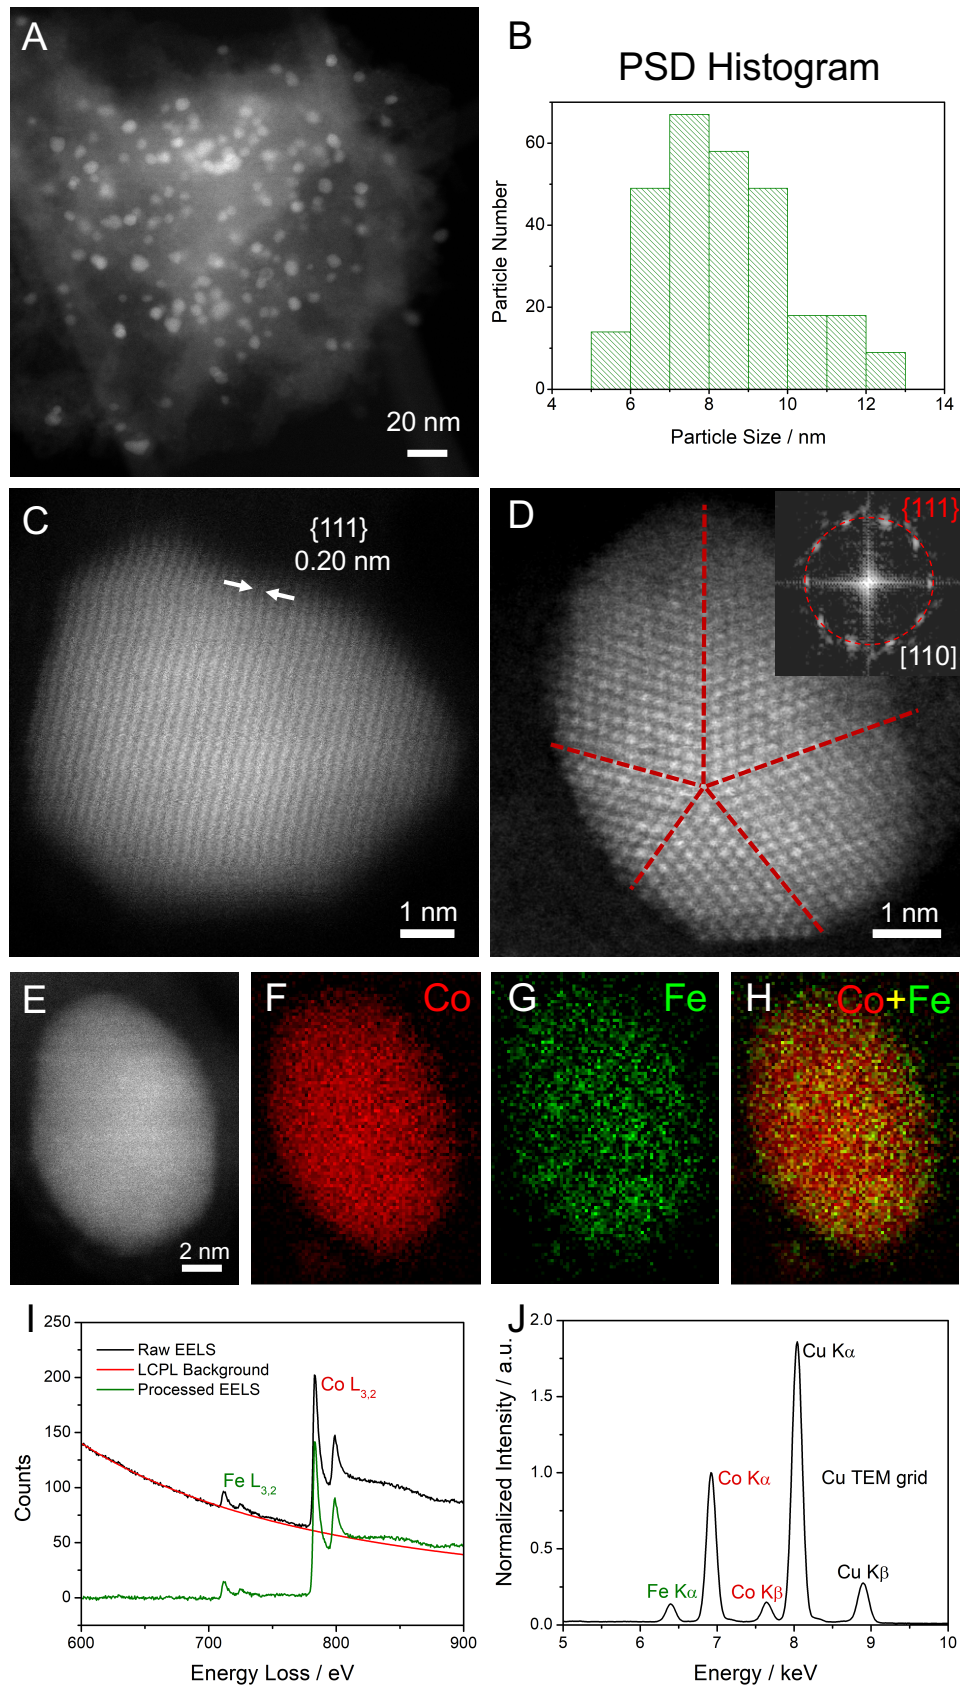 A
20 nm
B
PSD Histogram
Particle Number
60
40
20
0
4 6 8 10 12 14
Particle Size / nm
C
{111}
0.20 nm
1 nm
D
{111}
[110]
1 nm
E
2 nm
F
Co
G
Fe
H
Co+Fe
I
250
200
150
100
50
0
Counts
Raw EELS
LCPL Background
Processed EELS
Co L3,2
Fe L3,2
600 700 800 900
Energy Loss / eV
J
2.0
1.5
1.0
0.5
0.0
Normalized Intensity / a.u.
Cu Kα
Co Kα
Cu TEM grid
Fe Kα
Co Kβ
Cu Kβ
5 6 7 8 9 10
Energy / keV